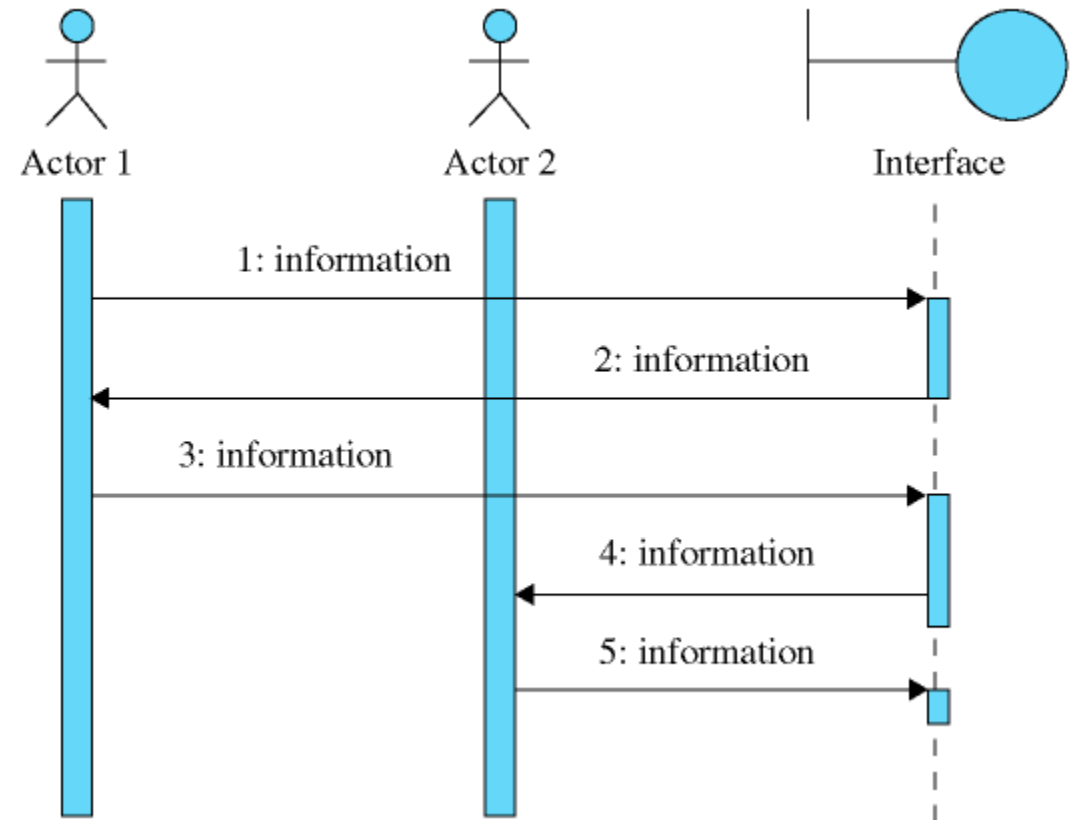 Actor 1
Actor 2
Interface
1: information
2: information
3: information
4: information
5: information